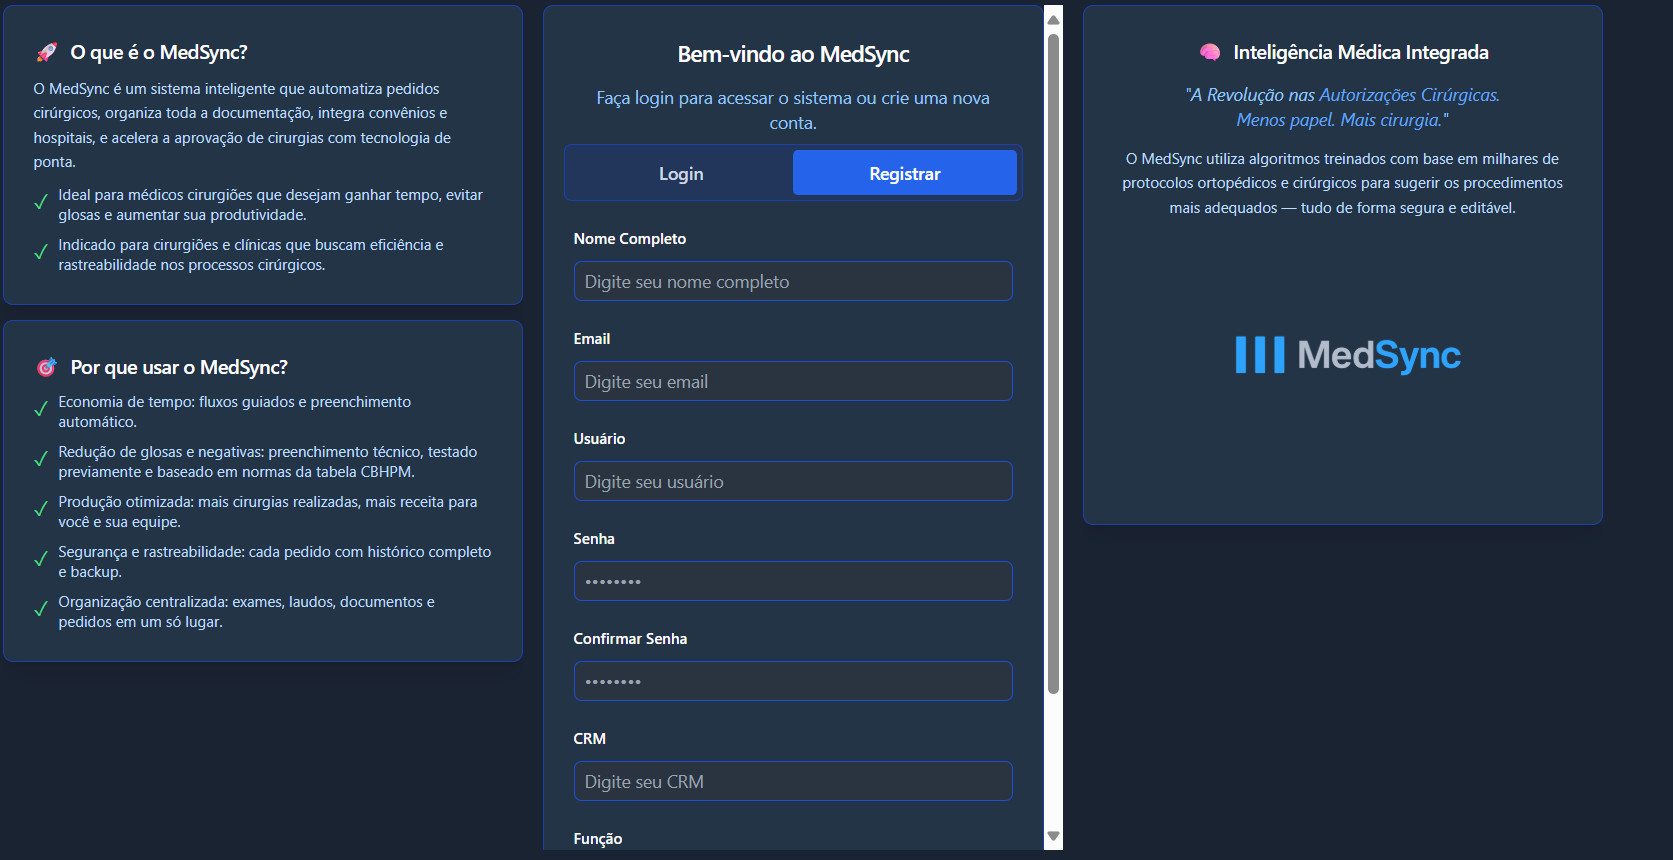 O que é o MedSync?
O MedSync é um sistema inteligente que automatiza pedidos
cirúrgicos, organiza toda a documentação, integra convênios e
hospitais, e acelera a aprovação de cirurgias com tecnologia de
ponta.
Ideal para médicos cirurgiões que desejam ganhar tempo, evitar
glosas e aumentar sua produtividade.
Indicado para cirurgiões e clínicas que buscam eficiência e
rastreabilidade nos processos cirúrgicos.
Por que usar o MedSync?
Economia de tempo: fluxos guiados e preenchimento
automático.
Redução de glosas e negativas: preenchimento técnico, testado
previamente e baseado em normas da tabela CBHPM.
Produção otimizada: mais cirurgias realizadas, mais receita para
você e sua equipe.
Segurança e rastreabilidade: cada pedido com histórico completo
e backup.
Organização centralizada: exames, laudos, documentos e
pedidos em um só lugar.
Bem-vindo ao MedSync
Faça login para acessar o sistema ou crie uma nova
conta.
Login
Registrar
Nome Completo
Digite seu nome completo
Email
Digite seu email
Usuário
Digite seu usuário
Senha
••••••••
Confirmar Senha
••••••••
CRM
Digite seu CRM
Função
Inteligência Médica Integrada
"A Revolução nas Autorizações Cirúrgicas.
Menos papel. Mais cirurgia."
O MedSync utiliza algoritmos treinados com base em milhares de
protocolos ortopédicos e cirúrgicos para sugerir os procedimentos
mais adequados — tudo de forma segura e editável.
MedSync